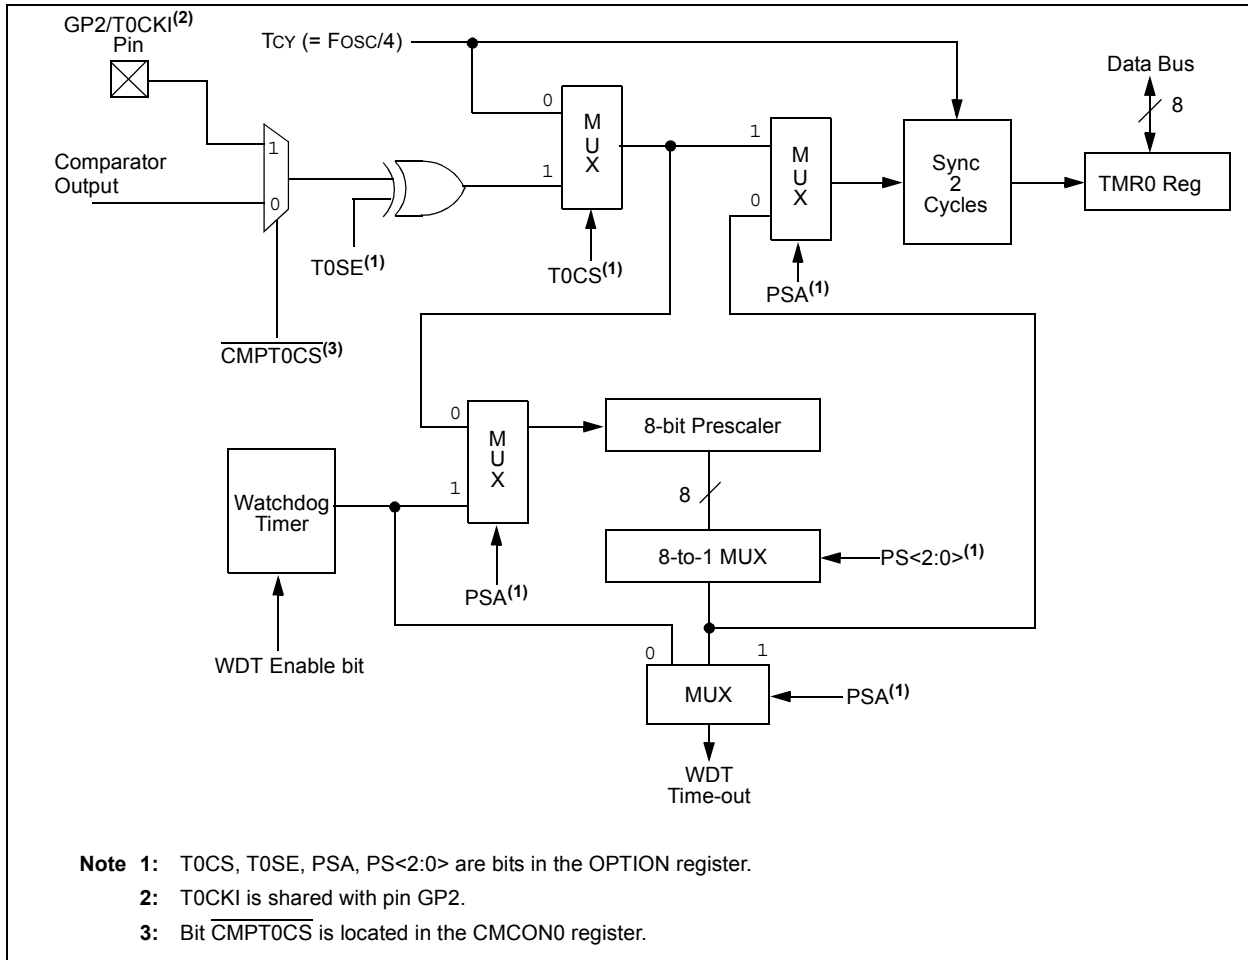 GP2/T0CKI(2)
Pin
TCY (= FOSC/4)
Data Bus
8
0
M
U
X
1
1
M
U
X
0
Sync
2
Cycles
TMR0 Reg
1
0
Comparator
Output
T0SE(1)
T0CS(1)
PSA(1)
CMPT0CS(3)
0
M
U
X
1
8-bit Prescaler
8
Watchdog
Timer
8-to-1 MUX
PS<2:0>(1)
PSA(1)
WDT Enable bit
0
1
MUX
PSA(1)
WDT
Time-out
Note 1: T0CS, T0SE, PSA, PS<2:0> are bits in the OPTION register.
2: T0CKI is shared with pin GP2.
3: Bit CMPT0CS is located in the CMCON0 register.